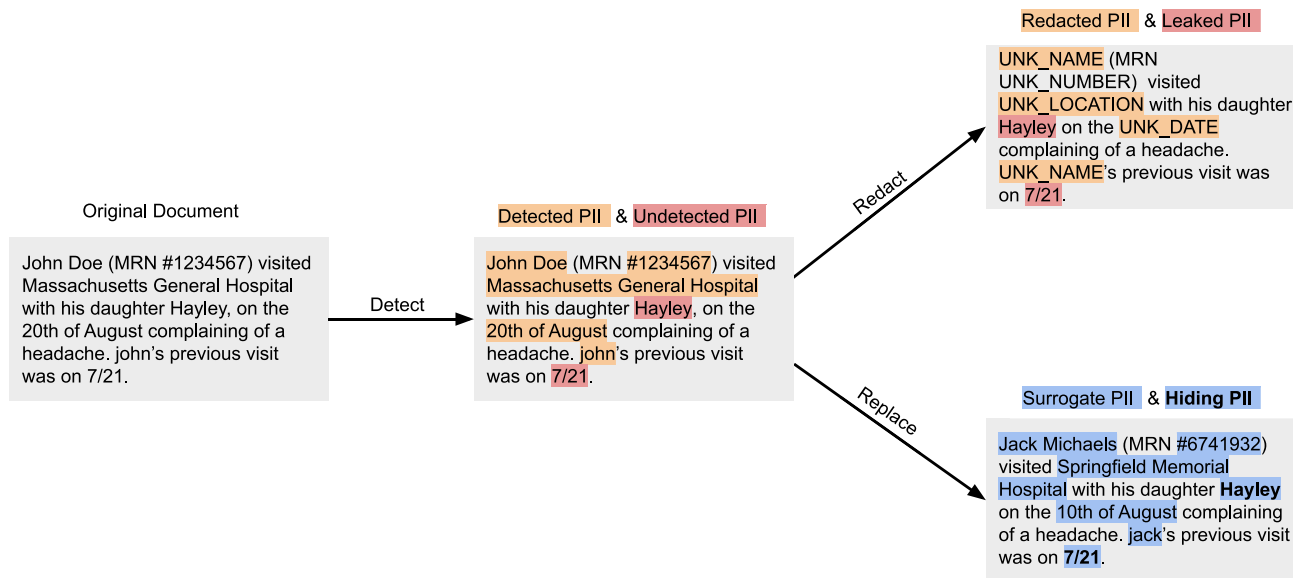 Original Document
John Doe (MRN #1234567) visited
Massachusetts General Hospital
with his daughter Hayley, on the
20th of August complaining of a
headache. john’s previous visit
was on 7/21.
Detect
Detected PII & Undetected PII
John Doe (MRN #1234567) visited
Massachusetts General Hospital
with his daughter Hayley, on the
20th of August complaining of a
headache. john’s previous visit
was on 7/21.
Redact
Redacted PII & Leaked PII
UNK_NAME (MRN
UNK_NUMBER) visited
UNK_LOCATION with his daughter
Hayley on the UNK_DATE
complaining of a headache.
UNK_NAME’s previous visit was
on 7/21.
Replace
Surrogate PII & Hiding PII
Jack Michaels (MRN #6741932)
visited Springfield Memorial
Hospital with his daughter Hayley
on the 10th of August complaining
of a headache. jack’s previous visit
was on 7/21.